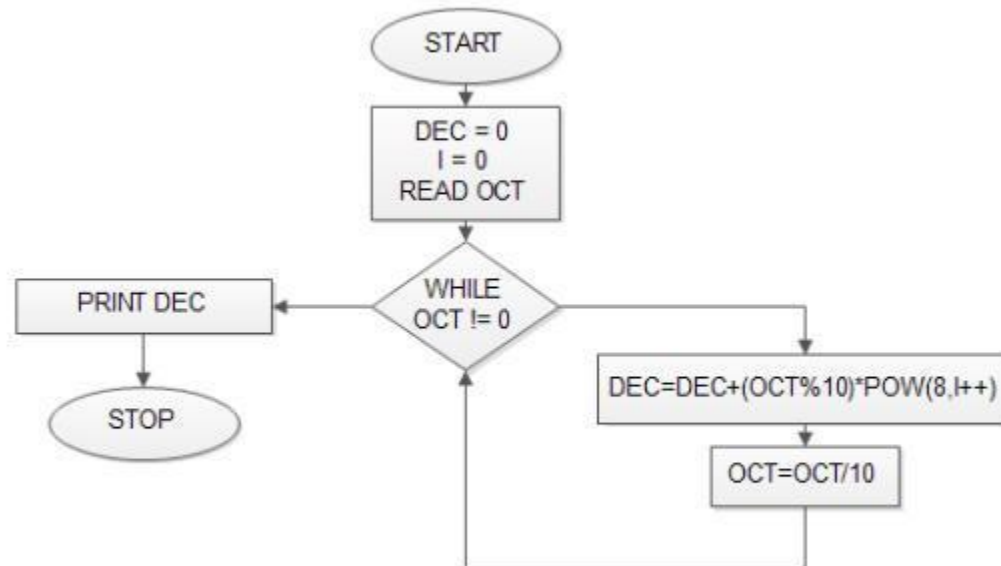 START
DEC = 0
I = 0
READ OCT
WHILE
OCT != 0
PRINT DEC
STOP
DEC=DEC+(OCT%10)*POW(8,I++)
OCT=OCT/10